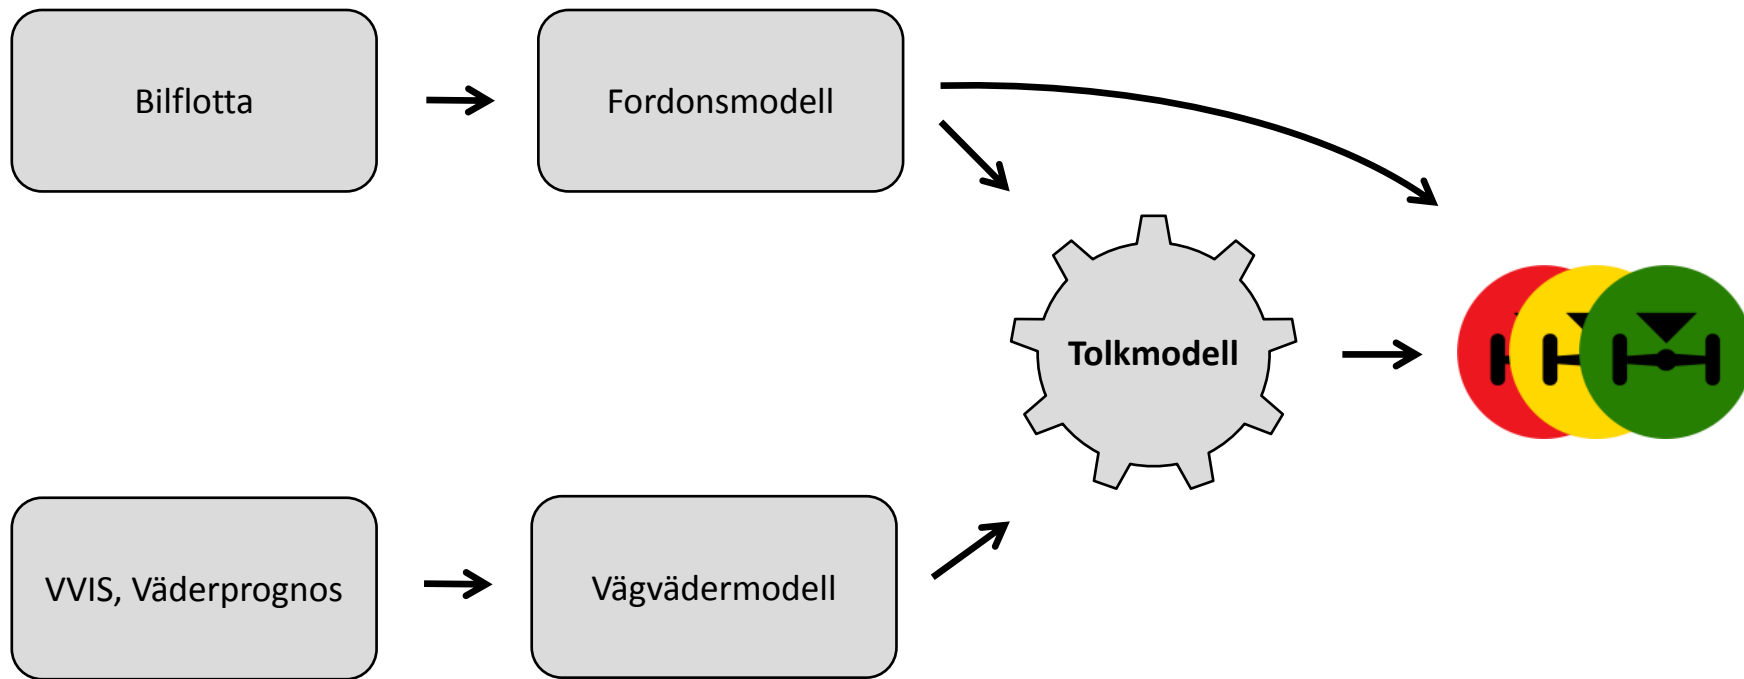 Bilflotta
Fordonsmodell
Tolkmodell
VVIS, Väderprognos
Vägvädermodell